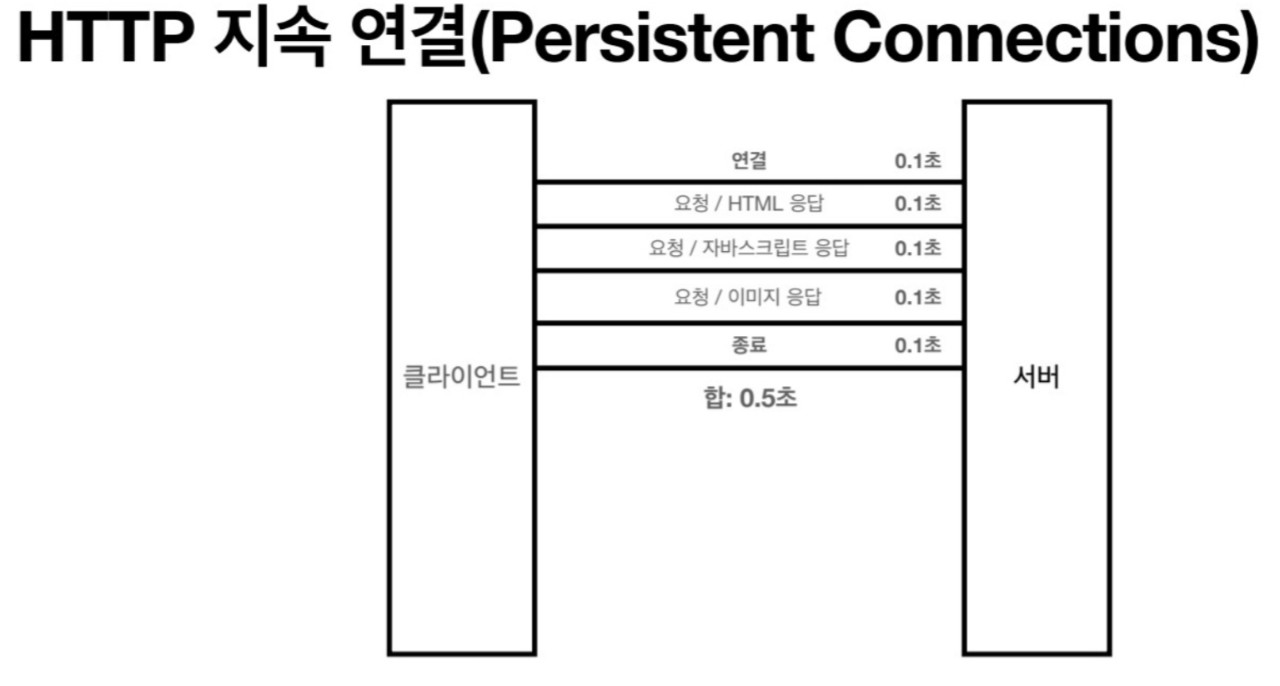 HTTP 지속 연결(Persistent Connections)
연결 0.1초
요청 / HTML 응답 0.1초
요청 / 자바스크립트 응답 0.1초
요청 / 이미지 응답 0.1초
종료 0.1초
클라이언트
서버
합: 0.5초